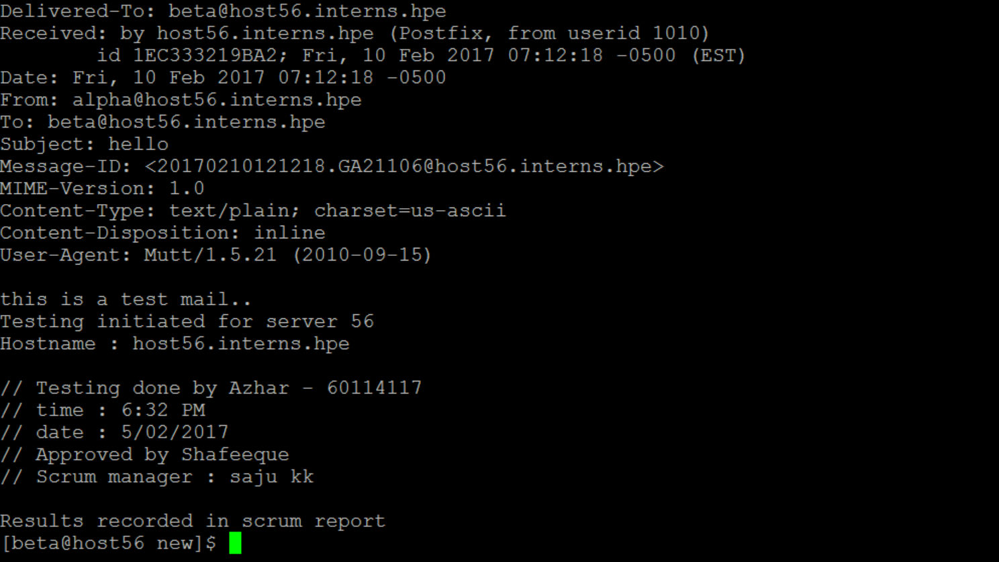 Delivered-To: beta@host56.interns.hpe
Received: by host56.interns.hpe (Postfix, from userid 1010)
        id 1EC333219BA2; Fri, 10 Feb 2017 07:12:18 -0500 (EST)
Date: Fri, 10 Feb 2017 07:12:18 -0500
From: alpha@host56.interns.hpe
To: beta@host56.interns.hpe
Subject: hello
Message-ID: <20170210121218.GA21106@host56.interns.hpe>
MIME-Version: 1.0
Content-Type: text/plain; charset=us-ascii
Content-Disposition: inline
User-Agent: Mutt/1.5.21 (2010-09-15)

this is a test mail..
Testing initiated for server 56
Hostname : host56.interns.hpe

// Testing done by Azhar - 60114117
// time : 6:32 PM
// date : 5/02/2017
// Approved by Shafeeque
// Scrum manager : saju kk

Results recorded in scrum report
[beta@host56 new]$